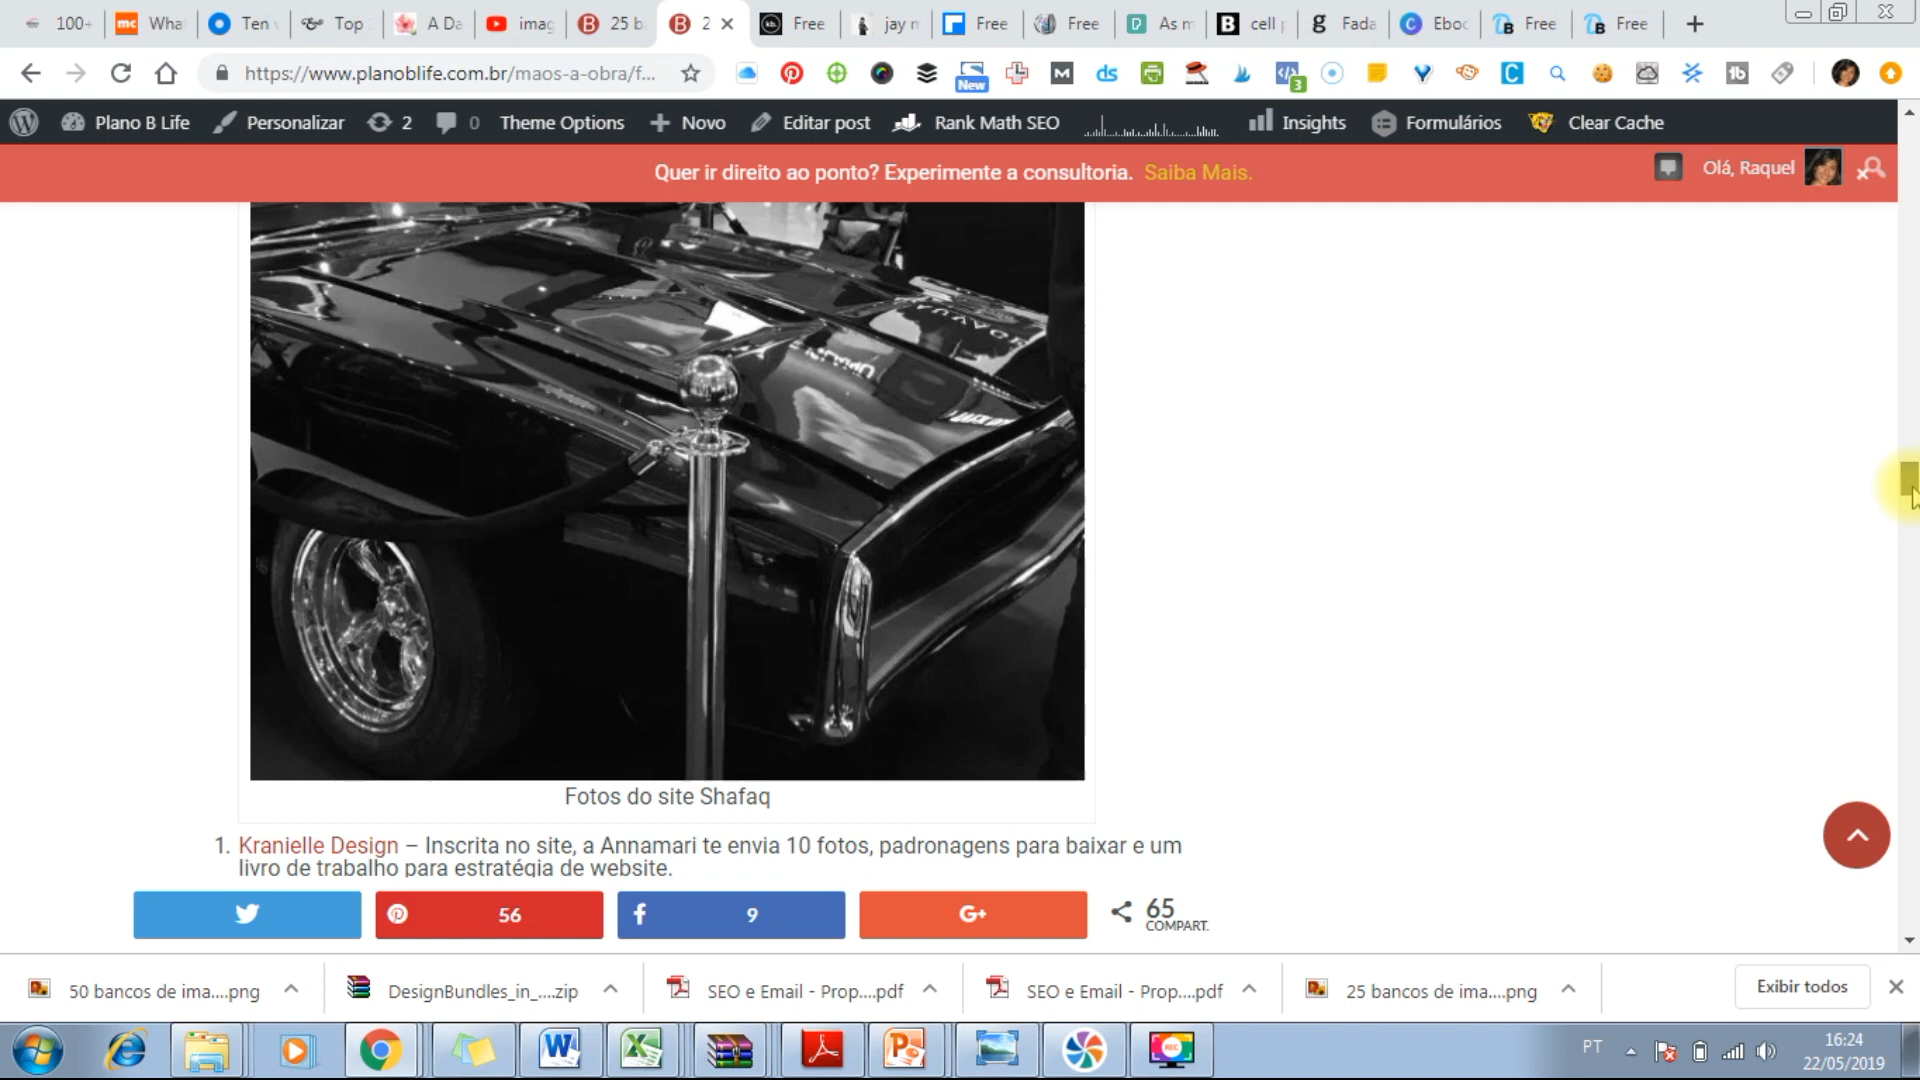 100+
Wha
Ten
Top
A Da
imag
25 b
2
Free
jay n
Free
Free
As m
cell p
Fada
Eboc
Free
Free
https://www.planoblife.com.br/maos-a-obra/f...
New
3
Plano B Life
Personalizar
2
0
Theme Options
Novo
Editar post
Rank Math SEO
Insights
Formulários
Clear Cache
Quer ir direito ao ponto? Experimente a consultoria. Saiba Mais.
Olá, Raquel
Fotos do site Shafaq
1. Kranielle Design – Inscrita no site, a Annamari te envia 10 fotos, padronagens para baixar e um
livro de trabalho para estratégia de website.
56
9
G+
65
COMPART.
50 bancos de ima....png
DesignBundles_in_....zip
SEO e Email - Prop....pdf
SEO e Email - Prop....pdf
25 bancos de ima....png
Exibir todos
PT
16:24
22/05/2019